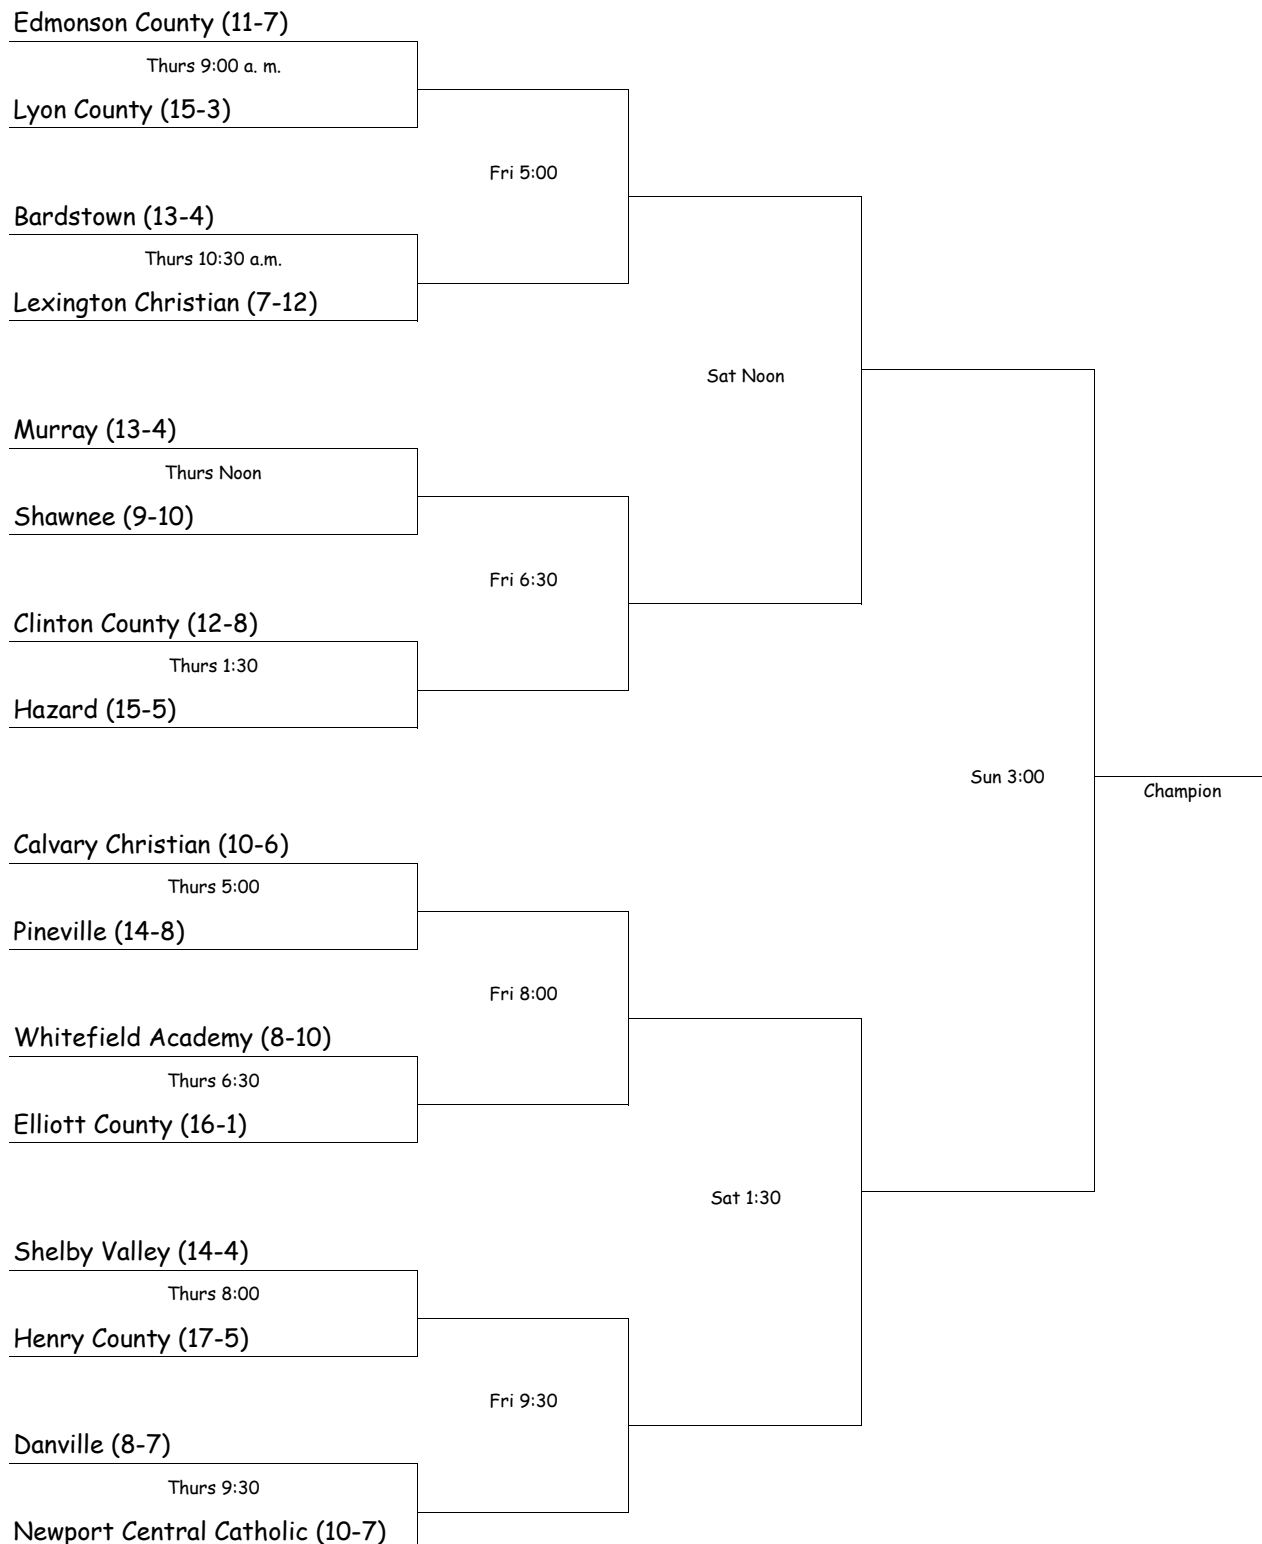 Edmonson County (11-7)
Thurs 9:00 a. m.
Lyon County (15-3)
Fri 5:00
Bardstown (13-4)
Thurs 10:30 a.m.
Lexington Christian (7-12)
Sat Noon
Murray (13-4)
Thurs Noon
Shawnee (9-10)
Fri 6:30
Clinton County (12-8)
Thurs 1:30
Hazard (15-5)
Sun 3:00
Champion
Calvary Christian (10-6)
Thurs 5:00
Pineville (14-8)
Fri 8:00
Whitefield Academy (8-10)
Thurs 6:30
Elliott County (16-1)
Sat 1:30
Shelby Valley (14-4)
Thurs 8:00
Henry County (17-5)
Fri 9:30
Danville (8-7)
Thurs 9:30
Newport Central Catholic (10-7)